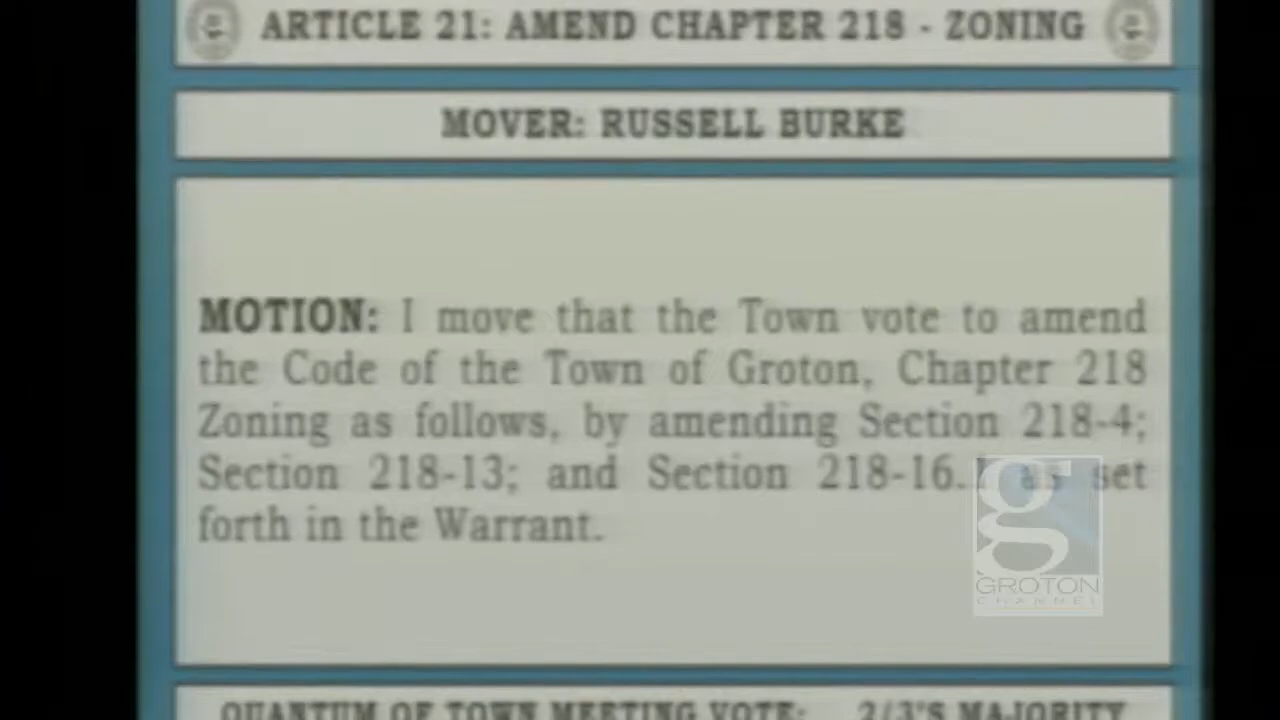 ARTICLE 21: AMEND CHAPTER 218 - ZONING
MOVER: RUSSELL BURKE
MOTION: I move that the Town vote to amend
the Code of the Town of Groton, Chapter 218
Zoning as follows, by amending Section 218-4;
Section 218-13; and Section 218-16.1 as set
forth in the Warrant.
g
GROTON
CHANNEL
QUANTUM OF TOWN MEETING VOTE: 2/3'S MAJORITY